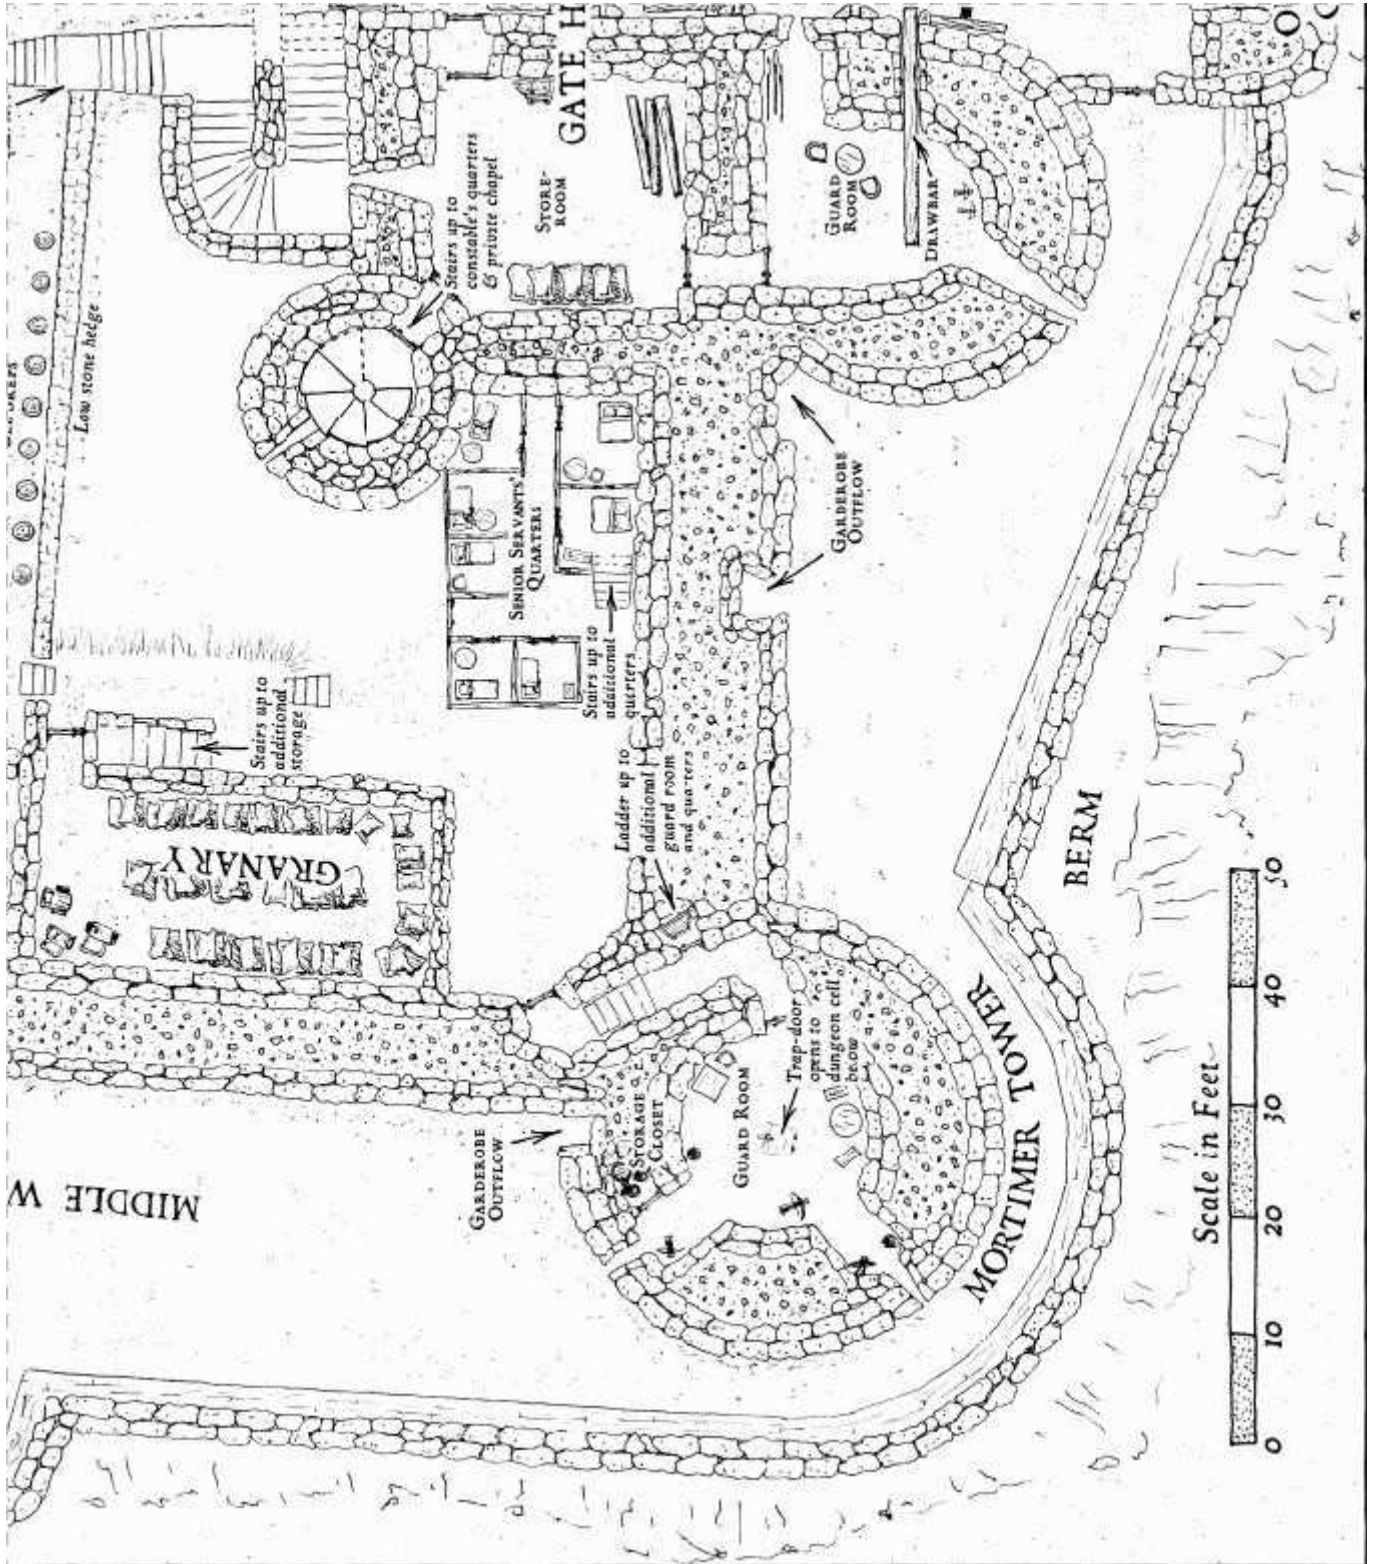 GATE H
O
Low stone hedge
Stairs up to
constable's quarters
& private chapel
STORE-
ROOM
GUARD
ROOM
DRAWBAR
GARDEROBE
OUTFLOW
SENIOR SERVANTS'
QUARTERS
Stairs up to
additional
quarters
Stairs up to
additional
storage
Ladder up to
additional
guard room
and quarters
GRANARY
BERM
Trap-door
opens to
dungeon cell
below
GUARD ROOM
STORAGE
CLOSET
GARDEROBE
OUTFLOW
MORTIMER TOWER
MIDDLE W
Scale in Feet
0 10 20 30 40 50